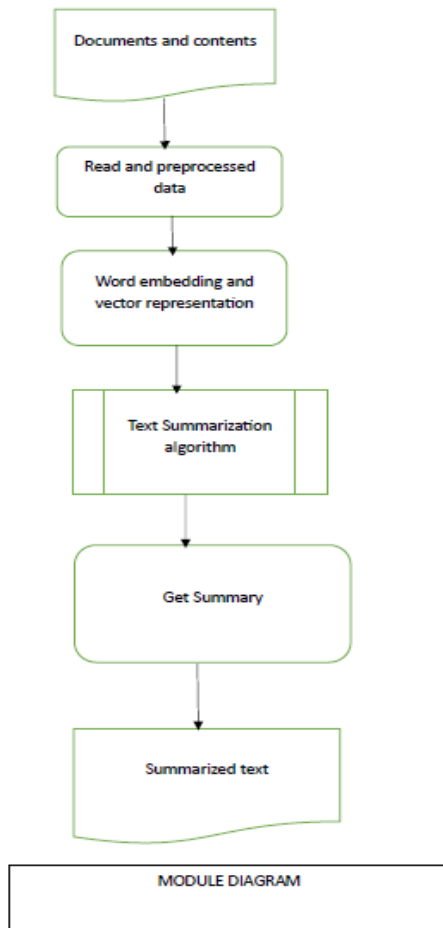 Documents and contents
Read and preprocessed
data
Word embedding and
vector representation
Text Summarization
algorithm
Get Summary
Summarized text
MODULE DIAGRAM